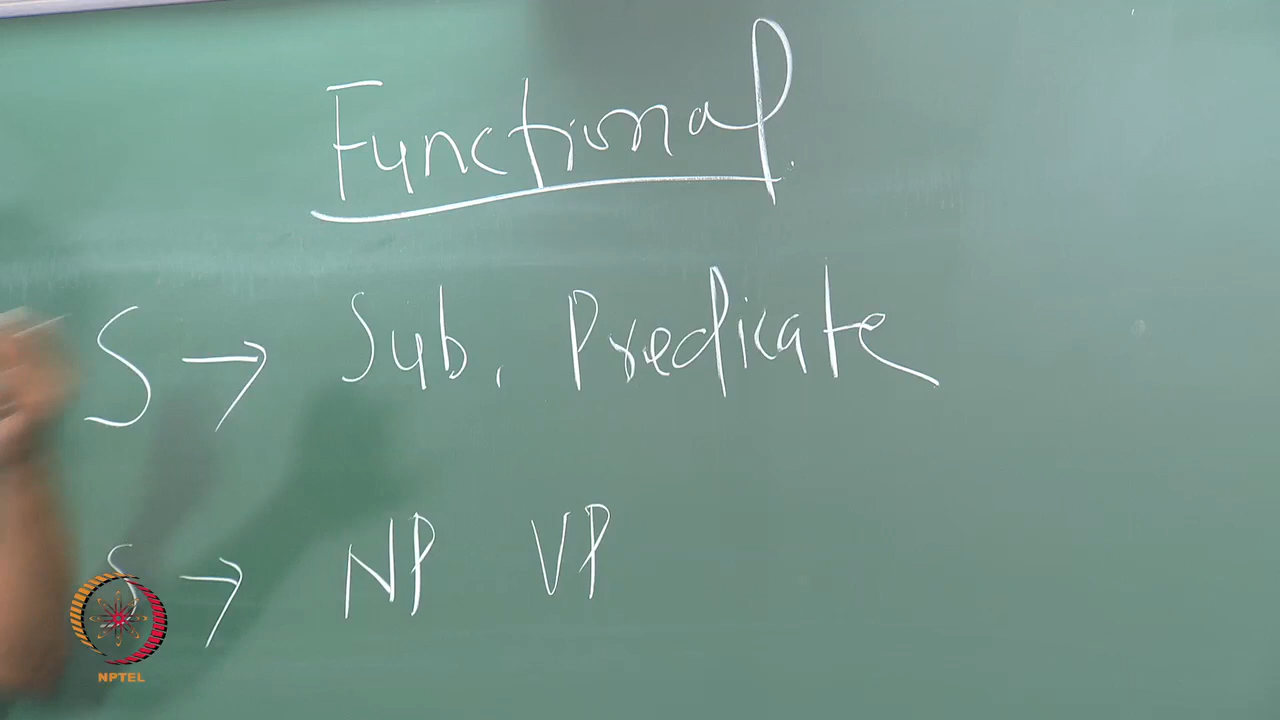 Functional
S → Sub. Predicate
S → NP VP
NPTEL